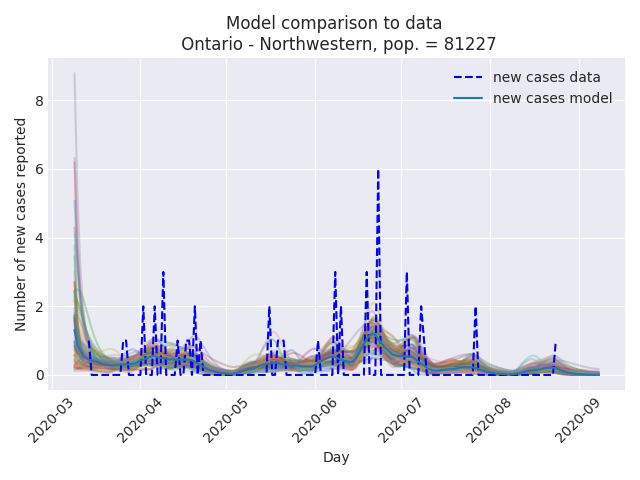 Model comparison to data
Ontario - Northwestern, pop. = 81227
new cases data
new cases model
Number of new cases reported
8
6
4
2
0
2020-03
2020-04
2020-05
2020-06
2020-07
2020-08
2020-09
Day